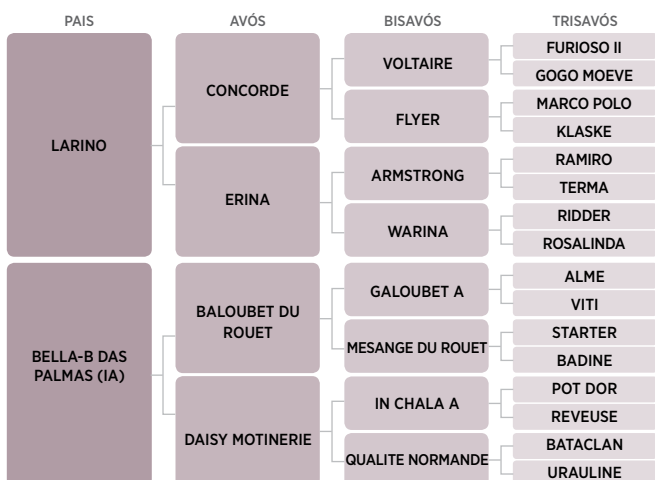 PAIS
AVÓS
BISAVÓS
TRISAVÓS
LARINO
CONCORDE
VOLTAIRE
FURIOSO II
GOGO MOEVE
FLYER
MARCO POLO
KLASKE
ERINA
ARMSTRONG
RAMIRO
TERMA
WARINA
RIDDER
ROSALINDA
BELLA-B DAS
PALMAS (IA)
BALOUBET DU
ROUET
GALOUBET A
ALME
VITI
MESANGE DU ROUET
STARTER
BADINE
DAISY MOTINERIE
IN CHALA A
POT DOR
REVEUSE
QUALITE NORMANDE
BATACLAN
URAULINE